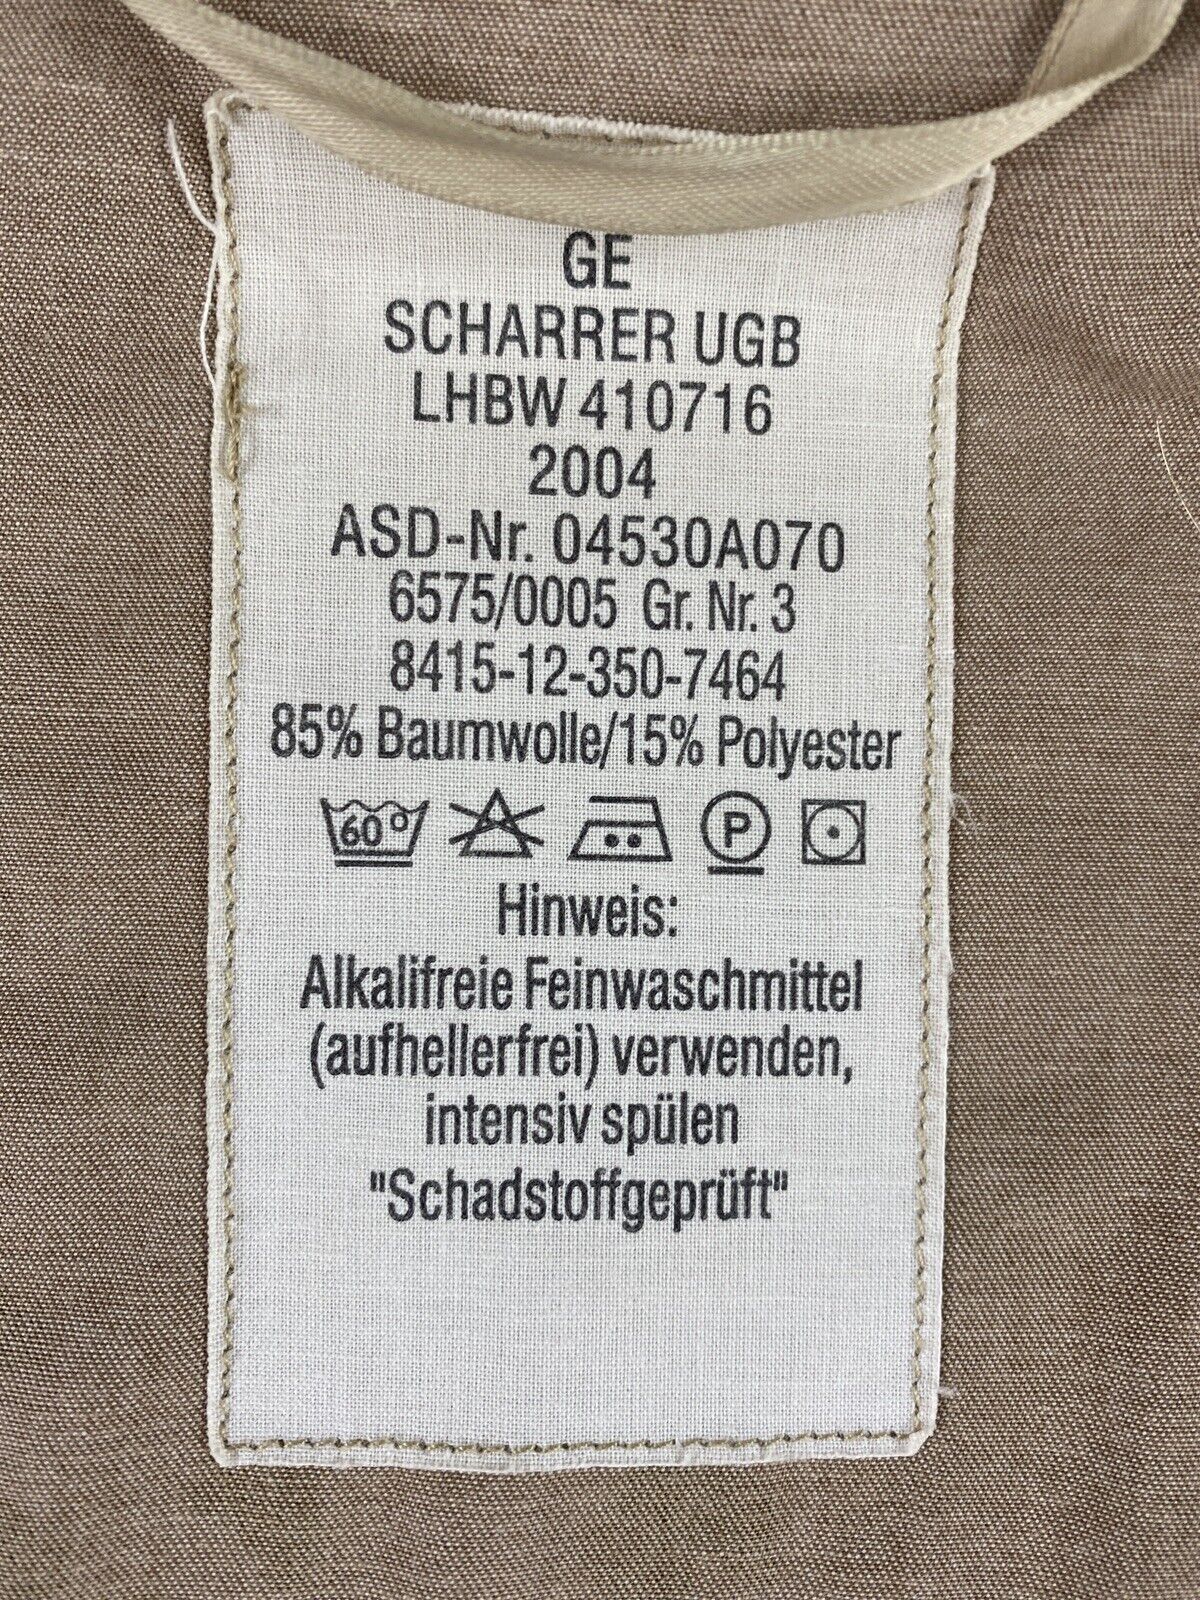 GE
SCHARRER UGB
LHBW 410716
2004
ASD-Nr. 04530A070
6575/0005 Gr. Nr. 3
8415-12-350-7464
85% Baumwolle/15% Polyester
60° P
Hinweis:
Alkalifreie Feinwaschmittel
(aufhellerfrei) verwenden,
intensiv spülen
"Schadstoffgeprüft"